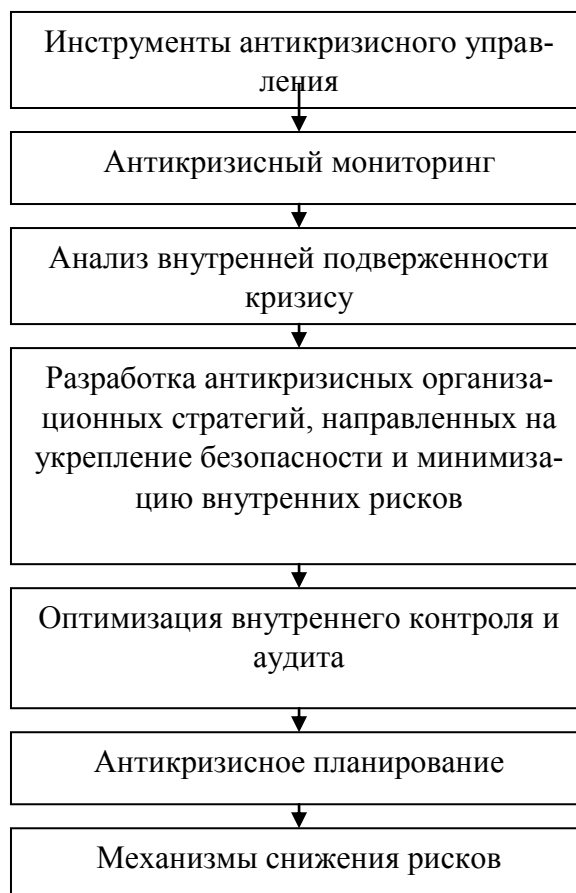 Инструменты антикризисного управ-
ления
Антикризисный мониторинг
Анализ внутренней подверженности
кризису
Разработка антикризисных организа-
ционных стратегий, направленных на
укрепление безопасности и минимиза-
цию внутренних рисков
Оптимизация внутреннего контроля и
аудита
Антикризисное планирование
Механизмы снижения рисков